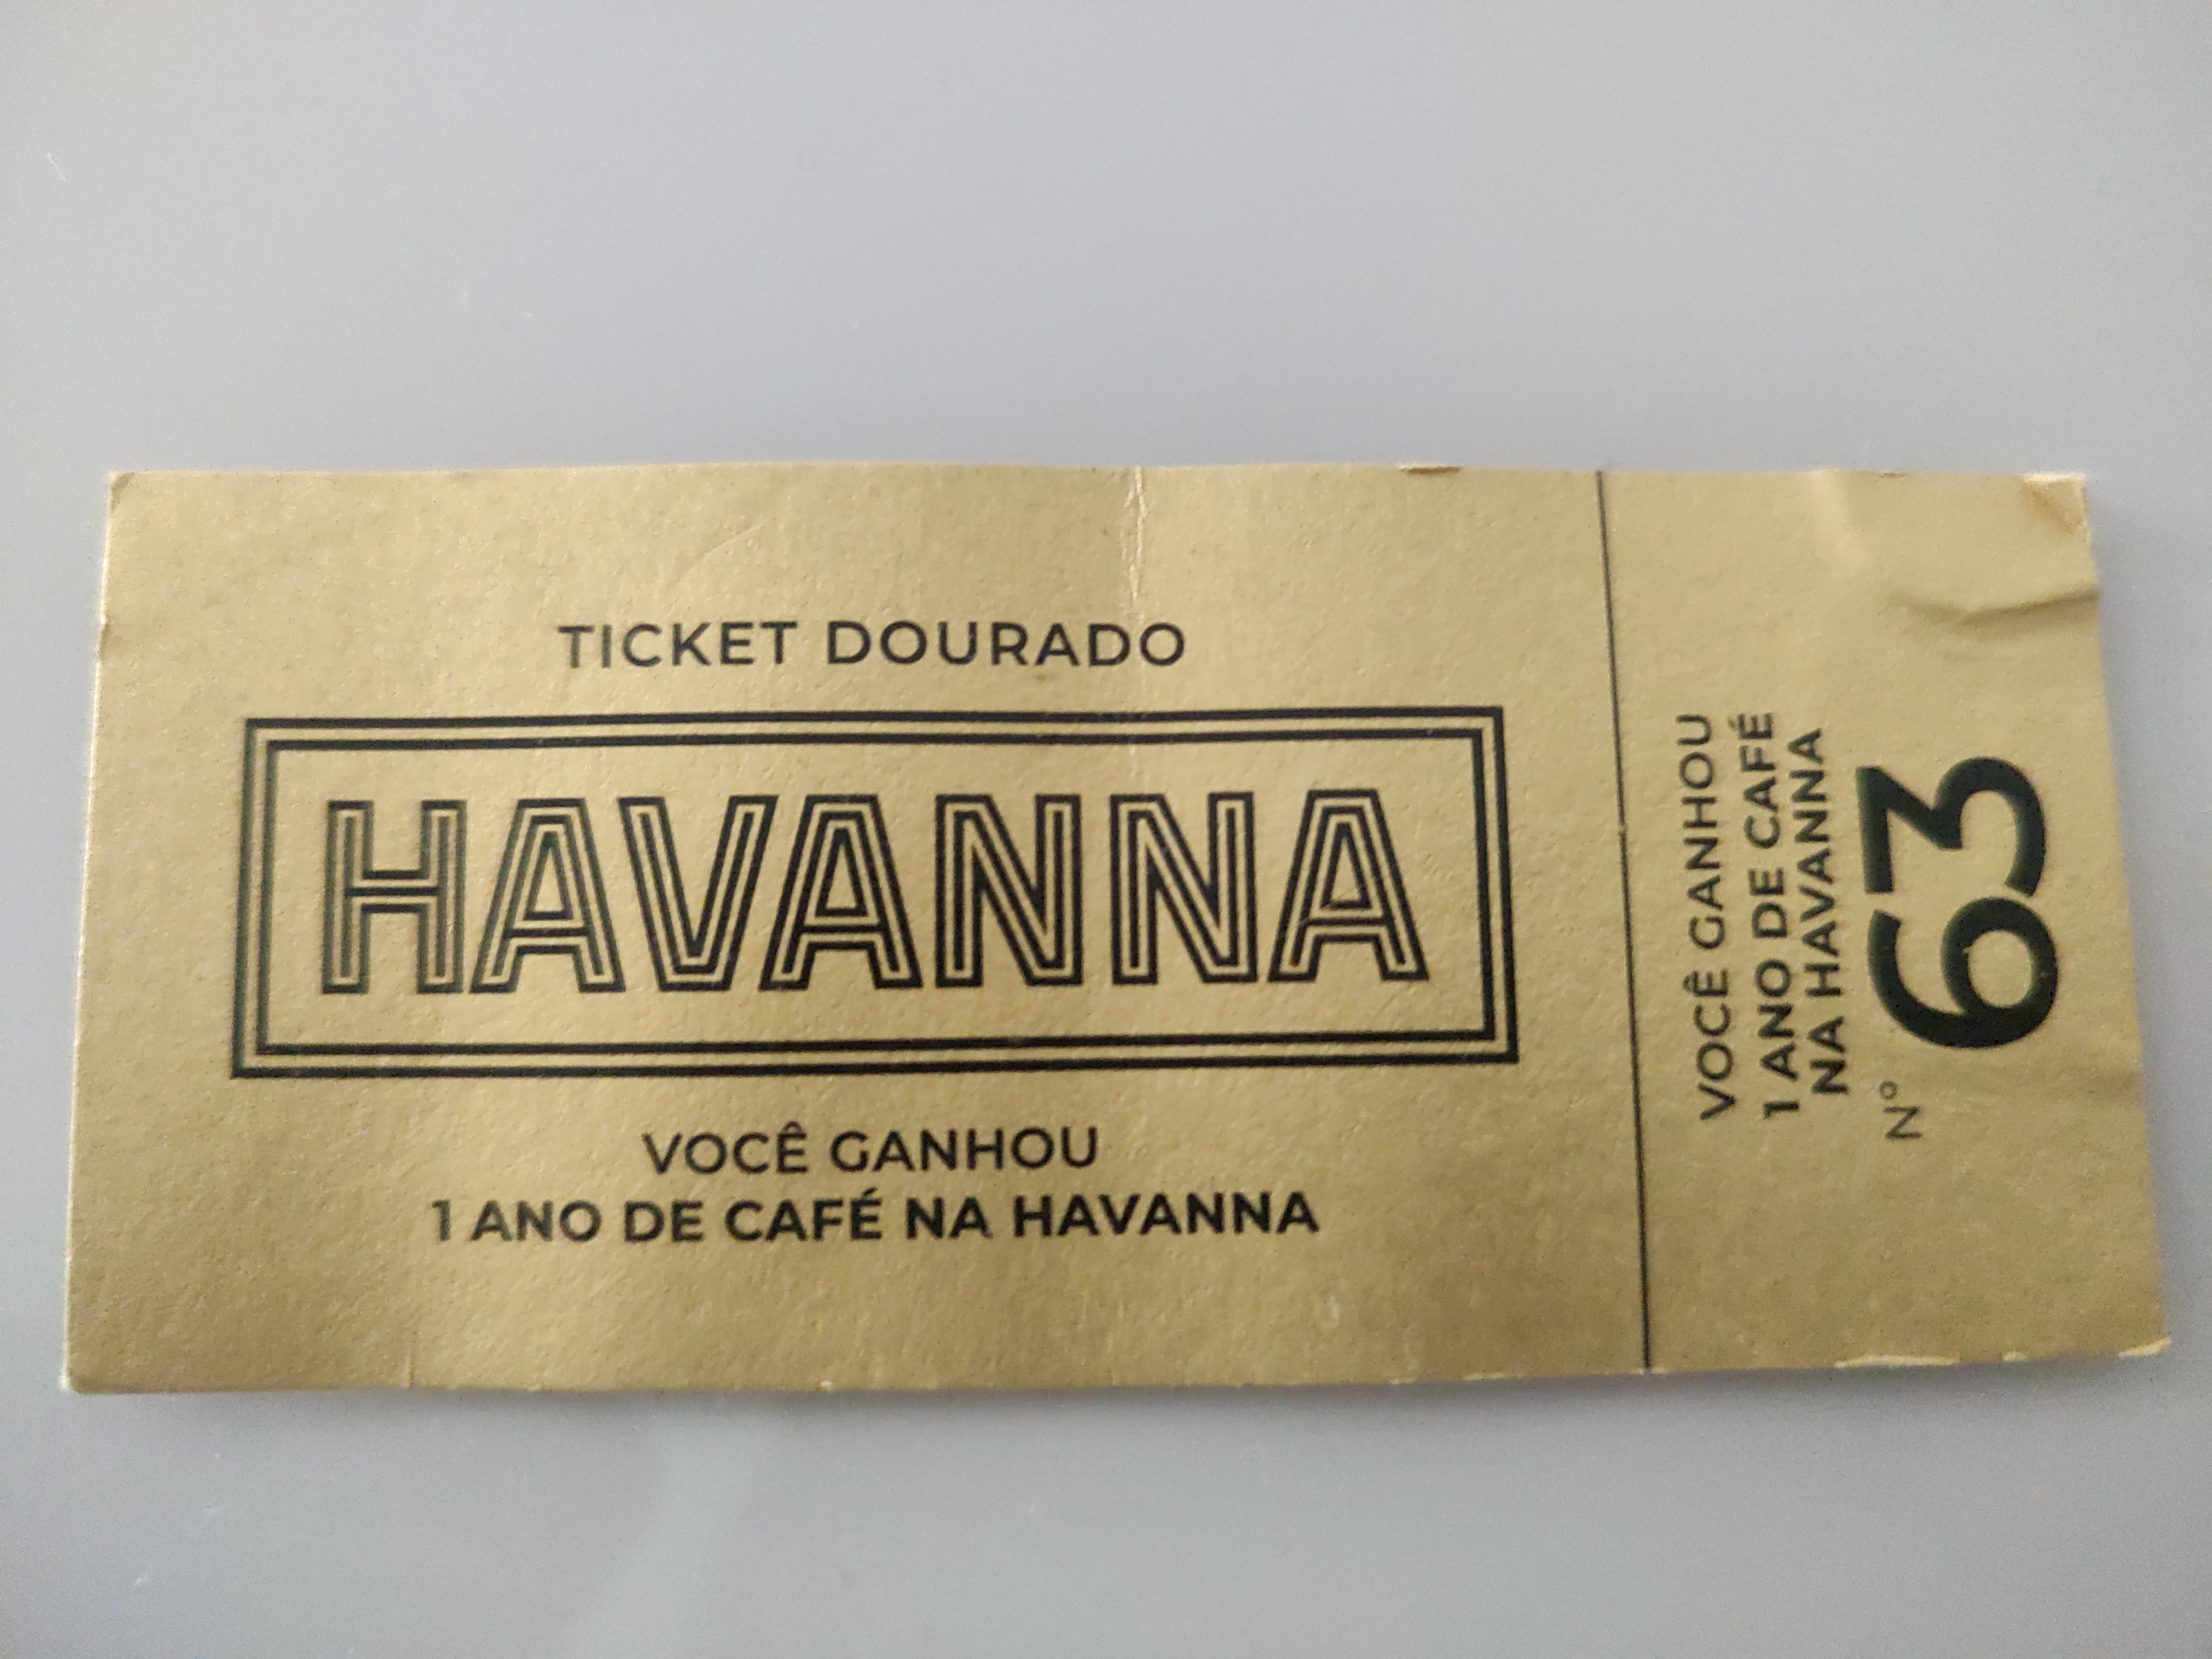 TICKET DOURADO
HAVANNA
VOCÊ GANHOU
1 ANO DE CAFÉ NA HAVANNA
VOCÊ GANHOU
1 ANO DE CAFÉ
NA HAVANNA
Nº 63